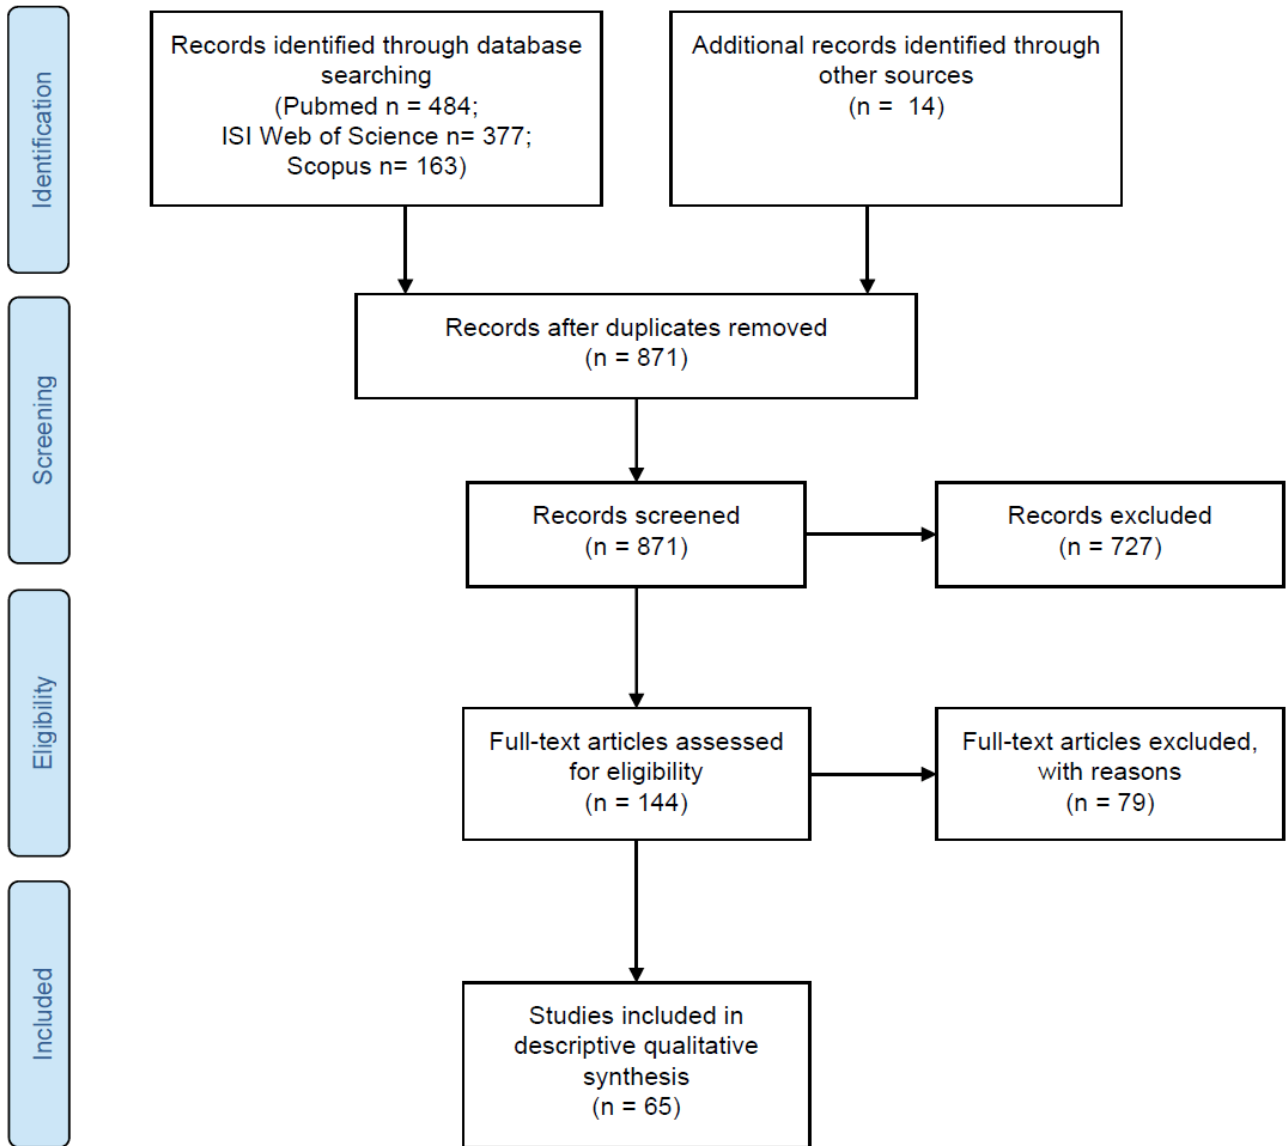 Identification
Records identified through database
searching
(Pubmed n = 484;
ISI Web of Science n= 377;
Scopus n= 163)
Additional records identified through
other sources
(n = 14)
Screening
Records after duplicates removed
(n = 871)
Records screened
(n = 871)
Records excluded
(n = 727)
Eligibility
Full-text articles assessed
for eligibility
(n = 144)
Full-text articles excluded,
with reasons
(n = 79)
Included
Studies included in
descriptive qualitative
synthesis
(n = 65)